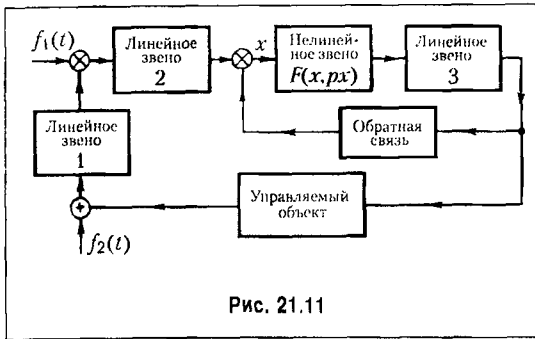 f₁(t)
Линейное
звено
2
x
Нелиней-
ное звено
F(x, px)
Линейное
звено
3
Линейное
звено
1
Обратная
связь
Управляемый
объект
f₂(t)
Рис. 21.11